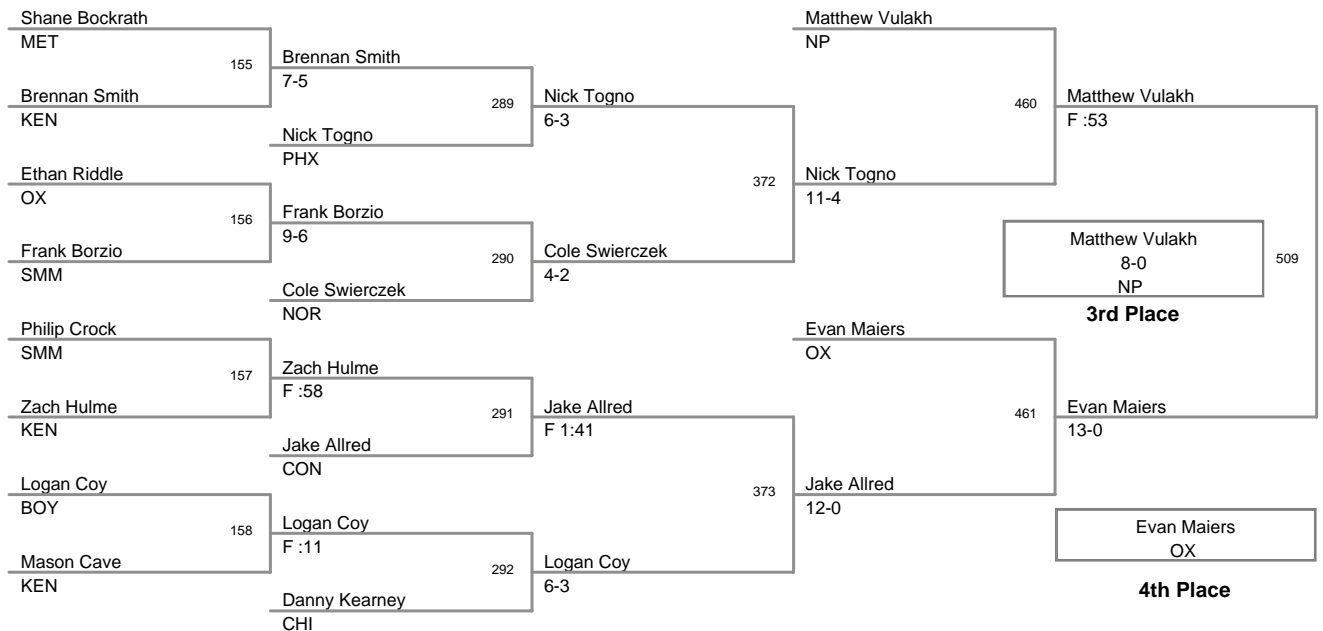 Shane Bockrath
MET
155
Brennan Smith
7-5
Brennan Smith
KEN
289
Nick Togno
6-3
Nick Togno
PHX
Ethan Riddle
OX
156
Frank Borzio
9-6
Frank Borzio
SMM
290
Cole Swierczek
4-2
Cole Swierczek
NOR
372
Nick Togno
11-4
Matthew Vulakh
NP
460
Matthew Vulakh
F :53
Matthew Vulakh
8-0
NP
3rd Place
509
Philip Crock
SMM
157
Zach Hulme
F :58
Zach Hulme
KEN
291
Jake Allred
F 1:41
Jake Allred
CON
Logan Coy
BOY
158
Logan Coy
F :11
Mason Cave
KEN
292
Logan Coy
6-3
Danny Kearney
CHI
373
Jake Allred
12-0
Evan Maiers
OX
461
Evan Maiers
13-0
Evan Maiers
OX
4th Place